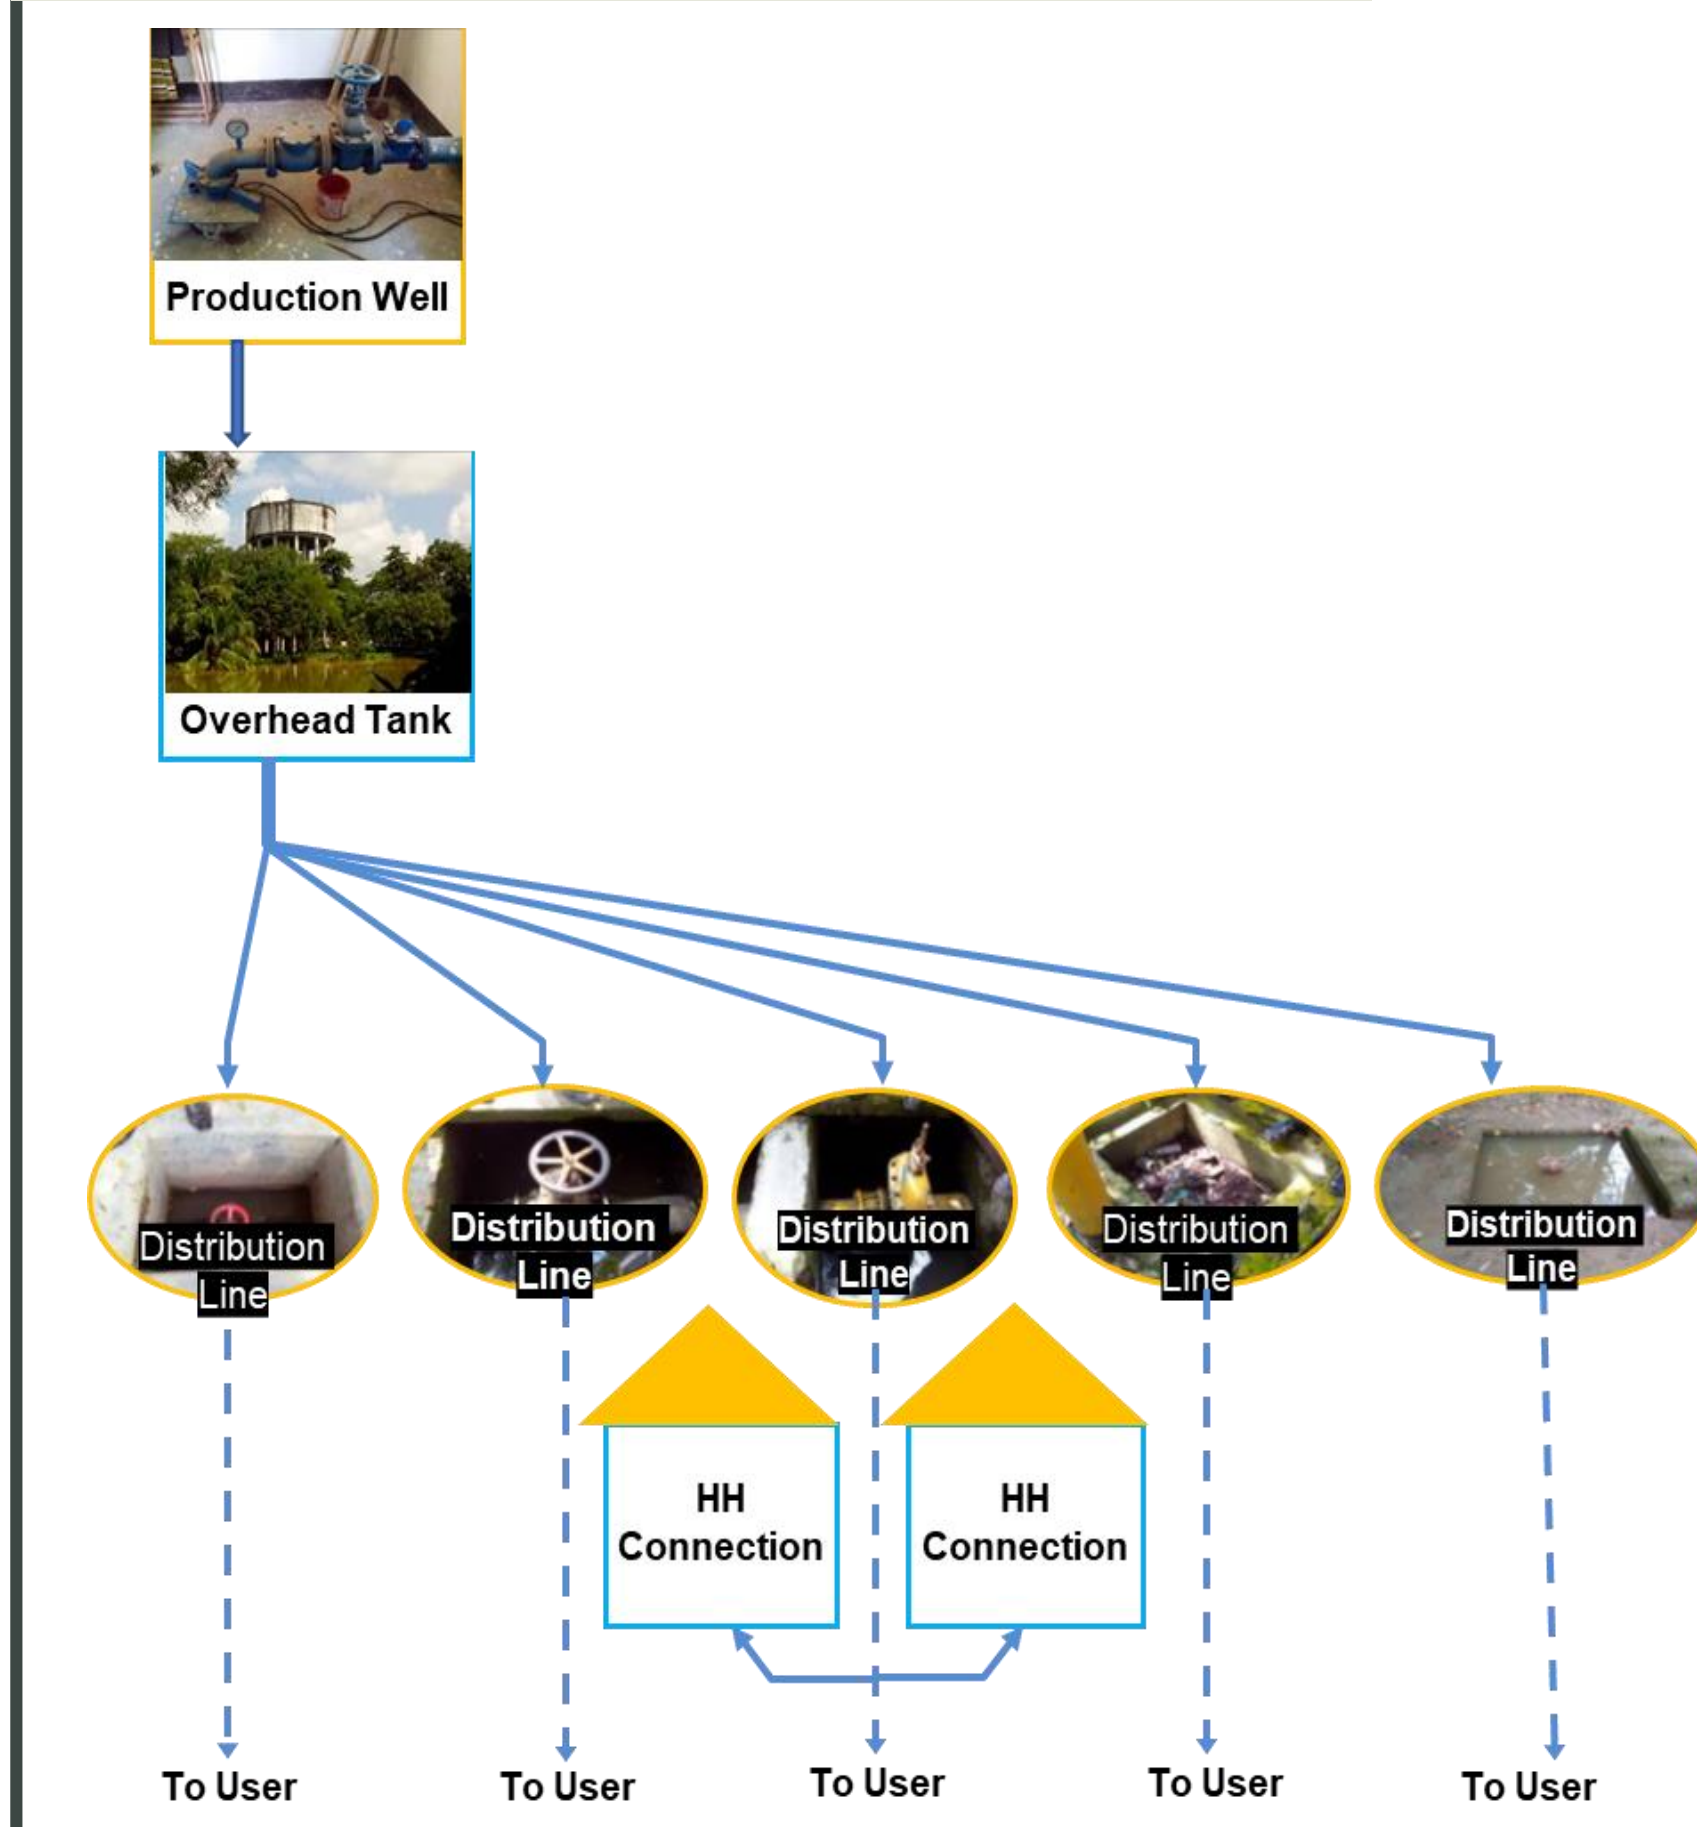 Production Well
Overhead Tank
Distribution
Line
Distribution
Line
Distribution
Line
Distribution
Line
Distribution
Line
HH
Connection
HH
Connection
To User
To User
To User
To User
To User